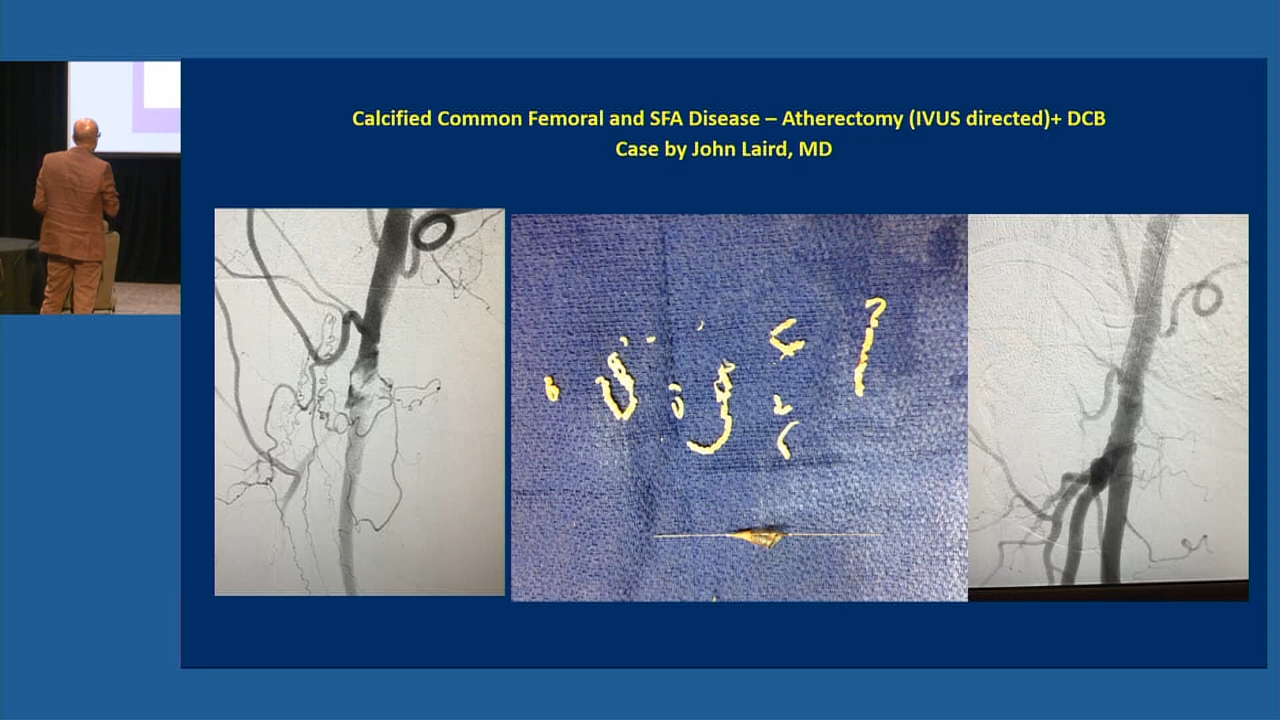 Calcified Common Femoral and SFA Disease – Atherectomy (IVUS directed)+ DCB
Case by John Laird, MD